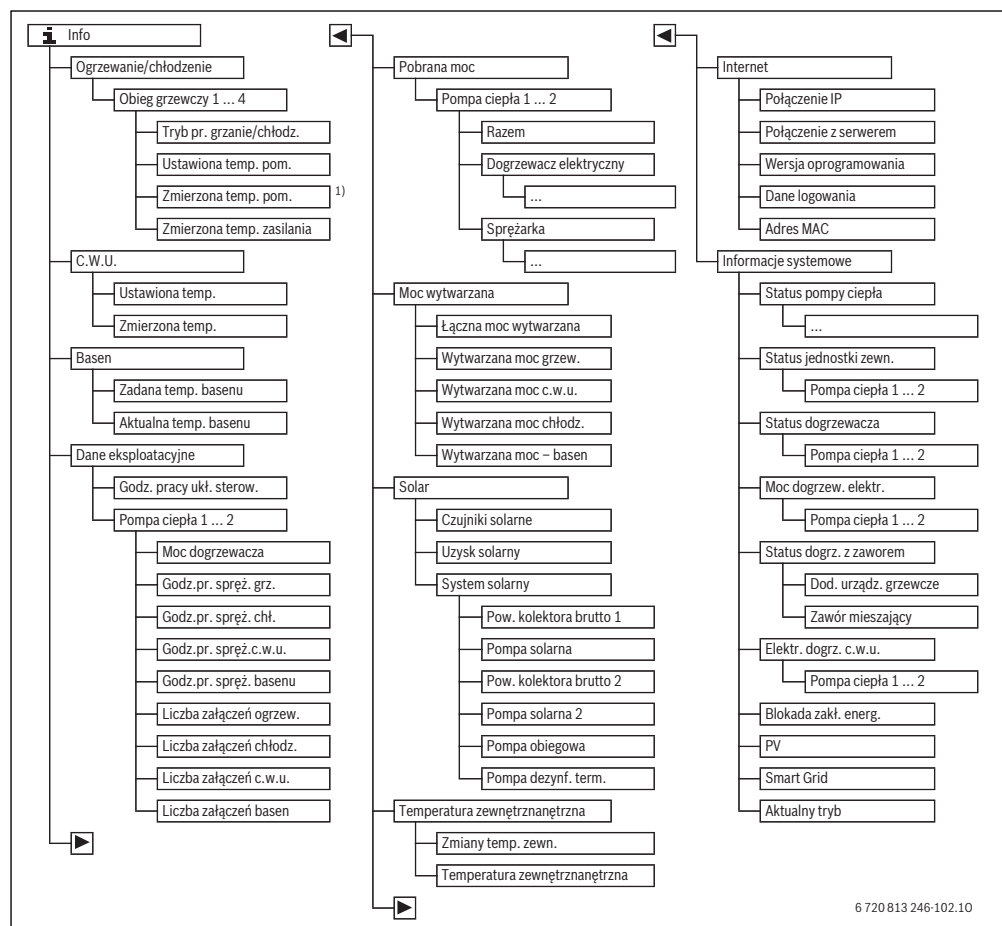 Info
Ogrzewanie/chłodzenie
Obieg grzewczy 1 ... 4
Tryb pr. grzanie/chłodz.
Ustawiona temp. pom.
Zmierzona temp. pom. 1)
Zmierzona temp. zasilania
C.W.U.
Ustawiona temp.
Zmierzona temp.
Basen
Zadana temp. basenu
Aktualna temp. basenu
Dane eksploatacyjne
Godz. pracy ukł. sterow.
Pompa ciepła 1 ... 2
Moc dogrzewacza
Godz.pr. spręż. grz.
Godz.pr. spręż. chł.
Godz.pr. spręż.c.w.u.
Godz.pr. spręż. basenu
Liczba załączeń ogrzew.
Liczba załączeń chłodz.
Liczba załączeń c.w.u.
Liczba załączeń basen
Pobrana moc
Pompa ciepła 1 ... 2
Razem
Dogrzewacz elektryczny
...
Sprężarka
...
Moc wytwarzana
Łączna moc wytwarzana
Wytwarzana moc grzew.
Wytwarzana moc c.w.u.
Wytwarzana moc chłodz.
Wytwarzana moc – basen
Solar
Czujniki solarne
Uzysk solarny
System solarny
Pow. kolektora brutto 1
Pompa solarna
Pow. kolektora brutto 2
Pompa solarna 2
Pompa obiegowa
Pompa dezynf. term.
Temperatura zewnętrznanętrzna
Zmiany temp. zewn.
Temperatura zewnętrznanętrzna
Internet
Połączenie IP
Połączenie z serwerem
Wersja oprogramowania
Dane logowania
Adres MAC
Informacje systemowe
Status pompy ciepła
...
Status jednostki zewn.
Pompa ciepła 1 ... 2
Status dogrzewacza
Pompa ciepła 1 ... 2
Moc dogrzew. elektr.
Pompa ciepła 1 ... 2
Status dogrz. z zaworem
Dod. urządz. grzewcze
Zawór mieszający
Elektr. dogrz. c.w.u.
Pompa ciepła 1 ... 2
Blokada zakł. energ.
PV
Smart Grid
Aktualny tryb
6 720 813 246-102.1O